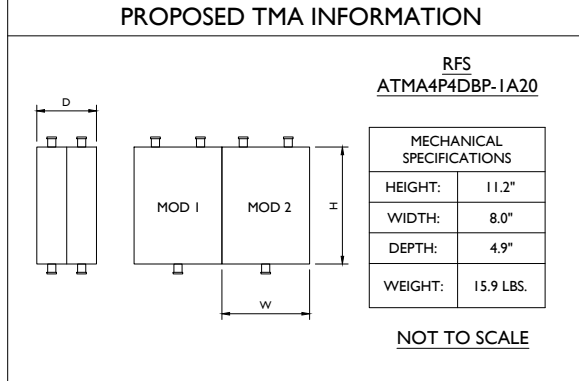 PROPOSED TMA INFORMATION
RFS
ATMA4P4DBP-1A20
D
MOD 1
MOD 2
H
W
MECHANICAL
SPECIFICATIONS
HEIGHT: 11.2"
WIDTH: 8.0"
DEPTH: 4.9"
WEIGHT: 15.9 LBS.
NOT TO SCALE